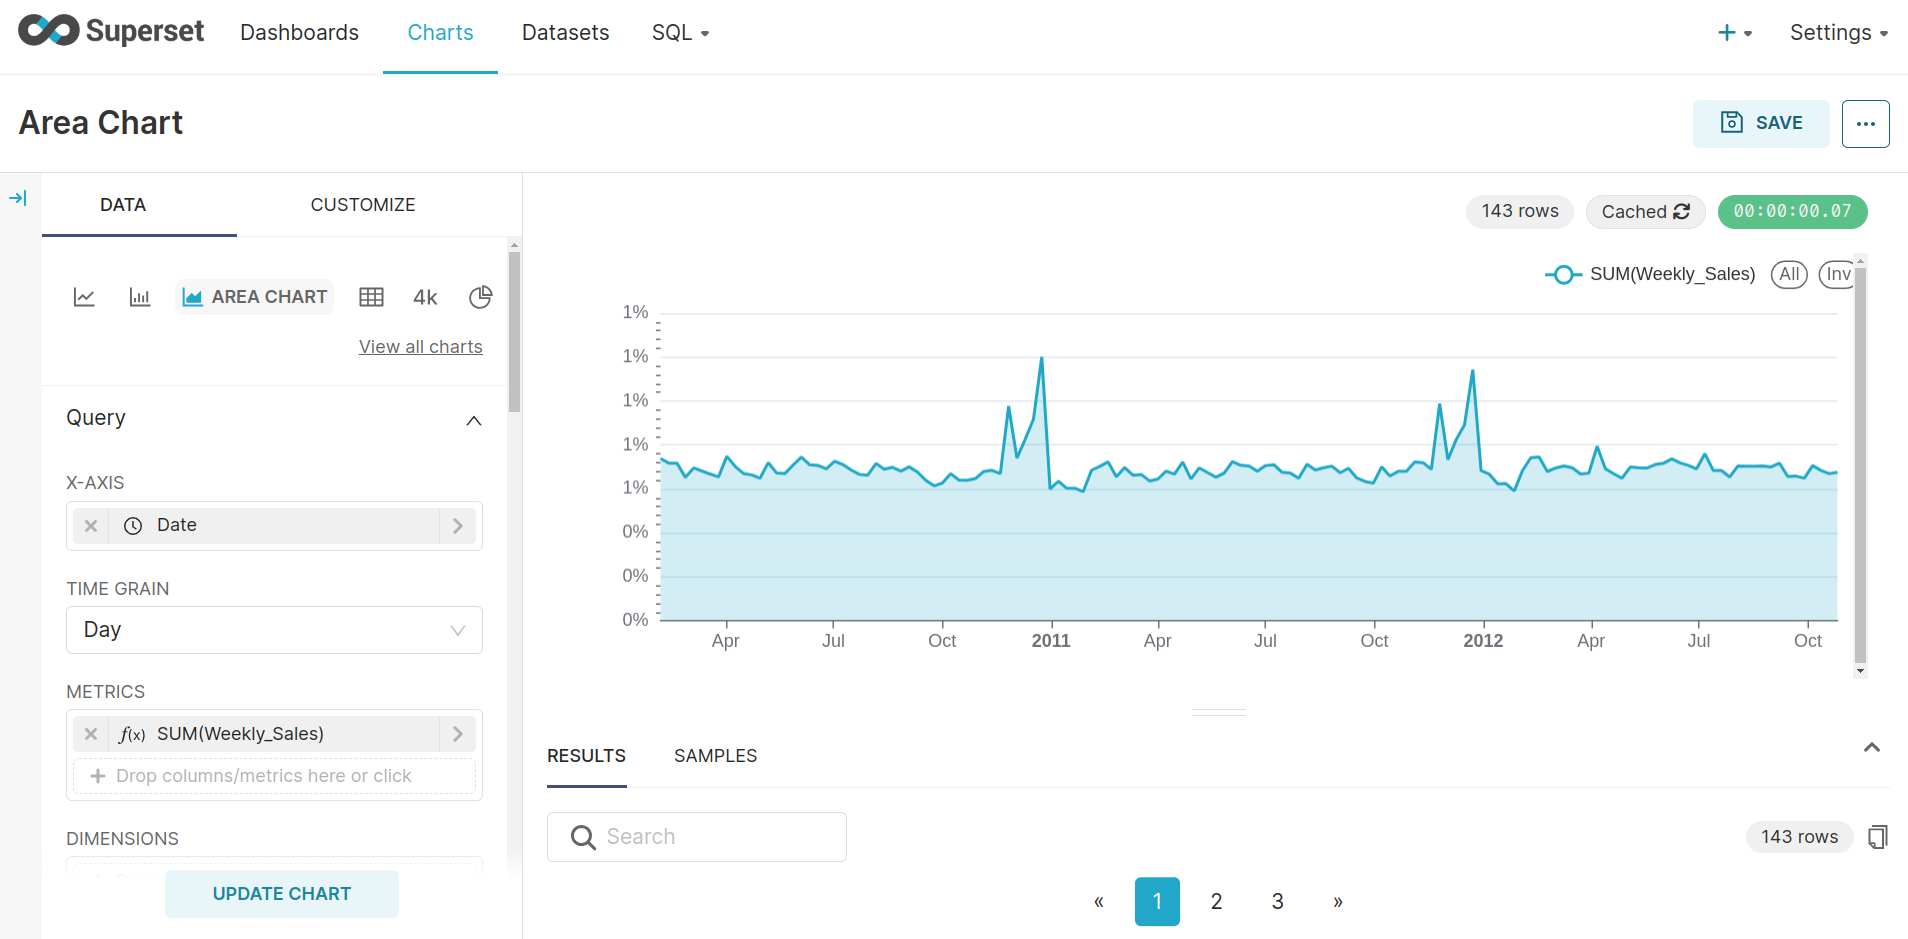 Superset
Dashboards
Charts
Datasets
SQL
+
Settings
Area Chart
SAVE
...
DATA
CUSTOMIZE
AREA CHART
4k
View all charts
Query
X-AXIS
Date
TIME GRAIN
Day
METRICS
f(x) SUM(Weekly_Sales)
+ Drop columns/metrics here or click
DIMENSIONS
UPDATE CHART
143 rows
Cached
00:00:00.07
SUM(Weekly_Sales)
All
Inv
1%
1%
1%
1%
1%
0%
0%
0%
Apr Jul Oct 2011 Apr Jul Oct 2012 Apr Jul Oct
RESULTS
SAMPLES
Search
143 rows
« 1 2 3 »